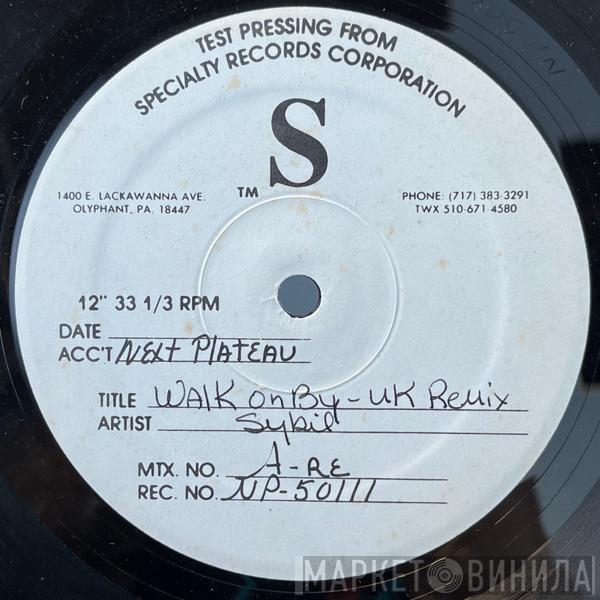 TEST PRESSING FROM
SPECIALTY RECORDS CORPORATION
S
TM
1400 E. LACKAWANNA AVE.
OLYPHANT, PA. 18447
PHONE: (717) 383-3291
TWX 510-671-4580
12" 33 1/3 RPM
DATE
ACC'T Next Plateau
TITLE Walk on By - UK Remix
ARTIST Sybil
MTX. NO. A-RE
REC. NO. NP-50111
МАРКЕТ ВИНИЛА